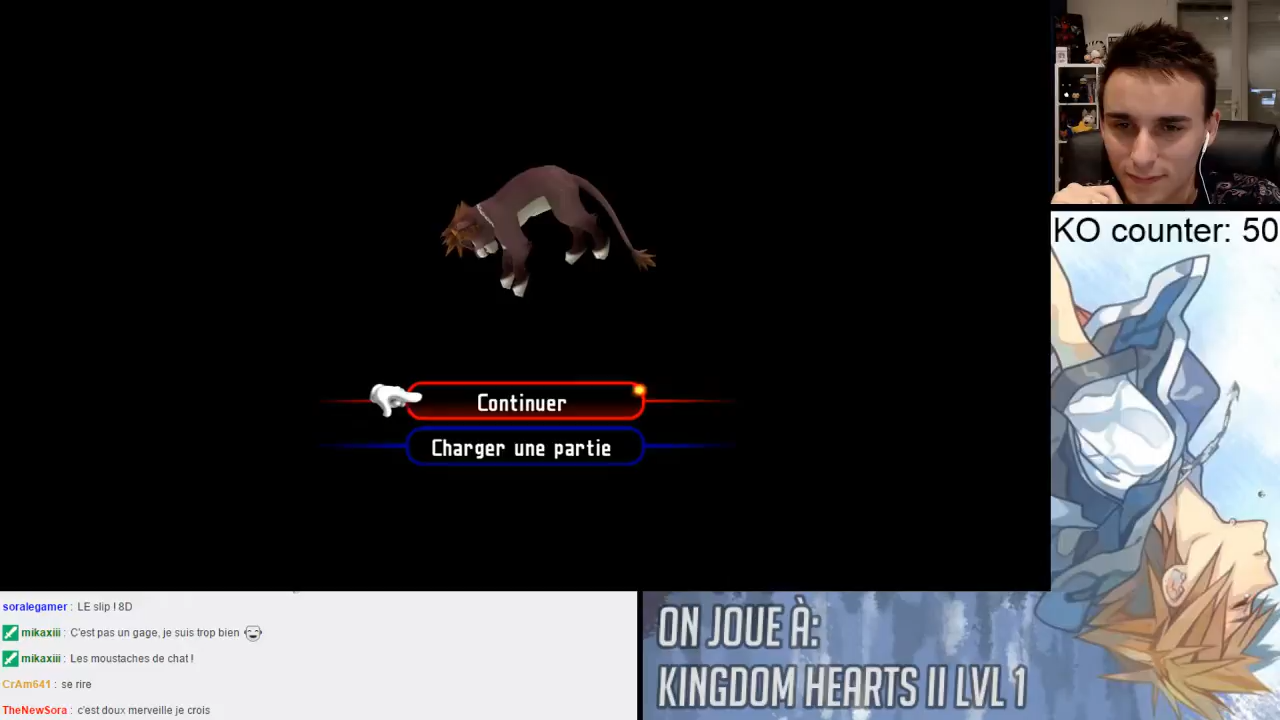 KO counter: 50
Continuer
Charger une partie
soralegamer : LE slip ! 8D
mikaxiii : C'est pas un gage, je suis trop bien
mikaxiii : Les moustaches de chat !
CrAm641 : se rire
TheNewSora : c'est doux merveille je crois
ON JOUE À:
KINGDOM HEARTS II LVL 1